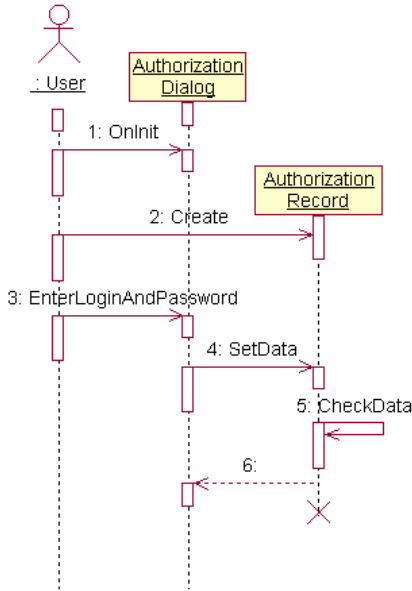 : User
Authorization
Dialog
1: OnInit
Authorization
Record
2: Create
3: EnterLoginAndPassword
4: SetData
5: CheckData
6: